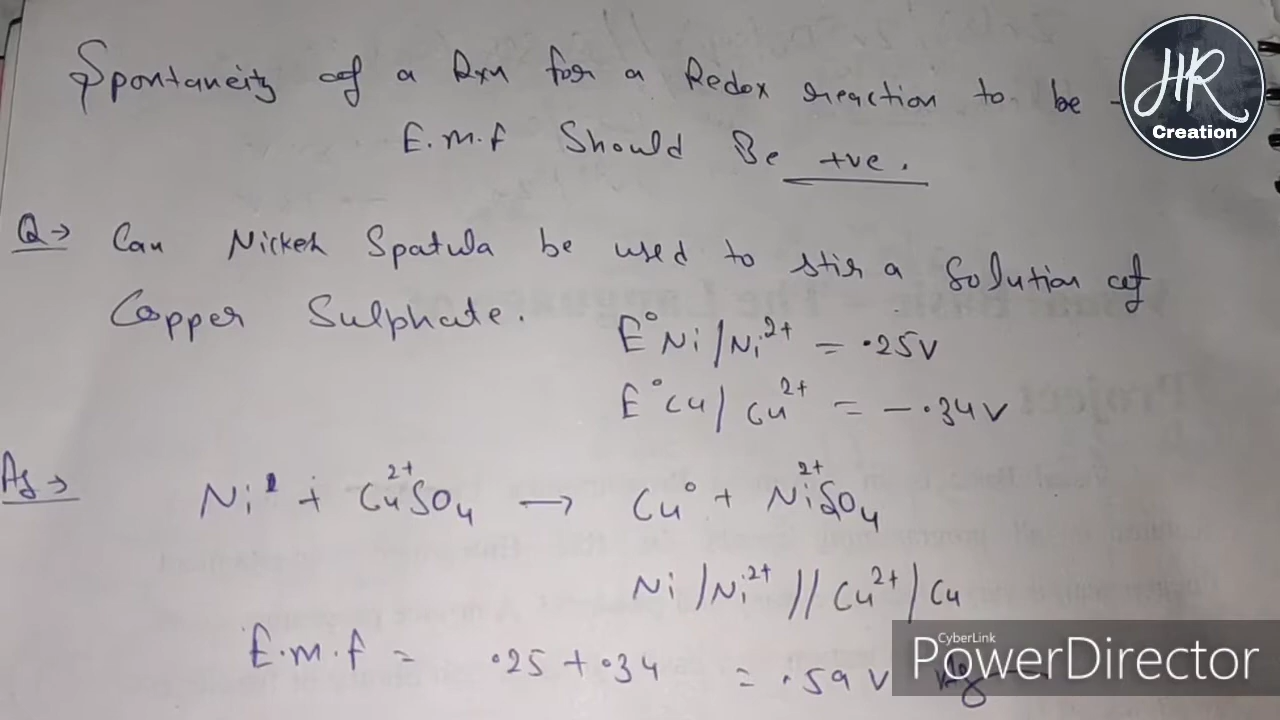 Spontaneity of a Rxn for a Redox reaction to be
E.m.f Should Be +ve.
Q→ Can Nickel Spatula be used to stir a Solution of
Copper Sulphate.
E° Ni/Ni²⁺ = .25V
E° Cu/Cu²⁺ = -.34V
As→ Ni + Cu²⁺SO₄ → Cu° + Ni²⁺SO₄
Ni/Ni²⁺//Cu²⁺/Cu
E.m.f = .25 + .34 = .59 V
HR
Creation
CyberLink
PowerDirector